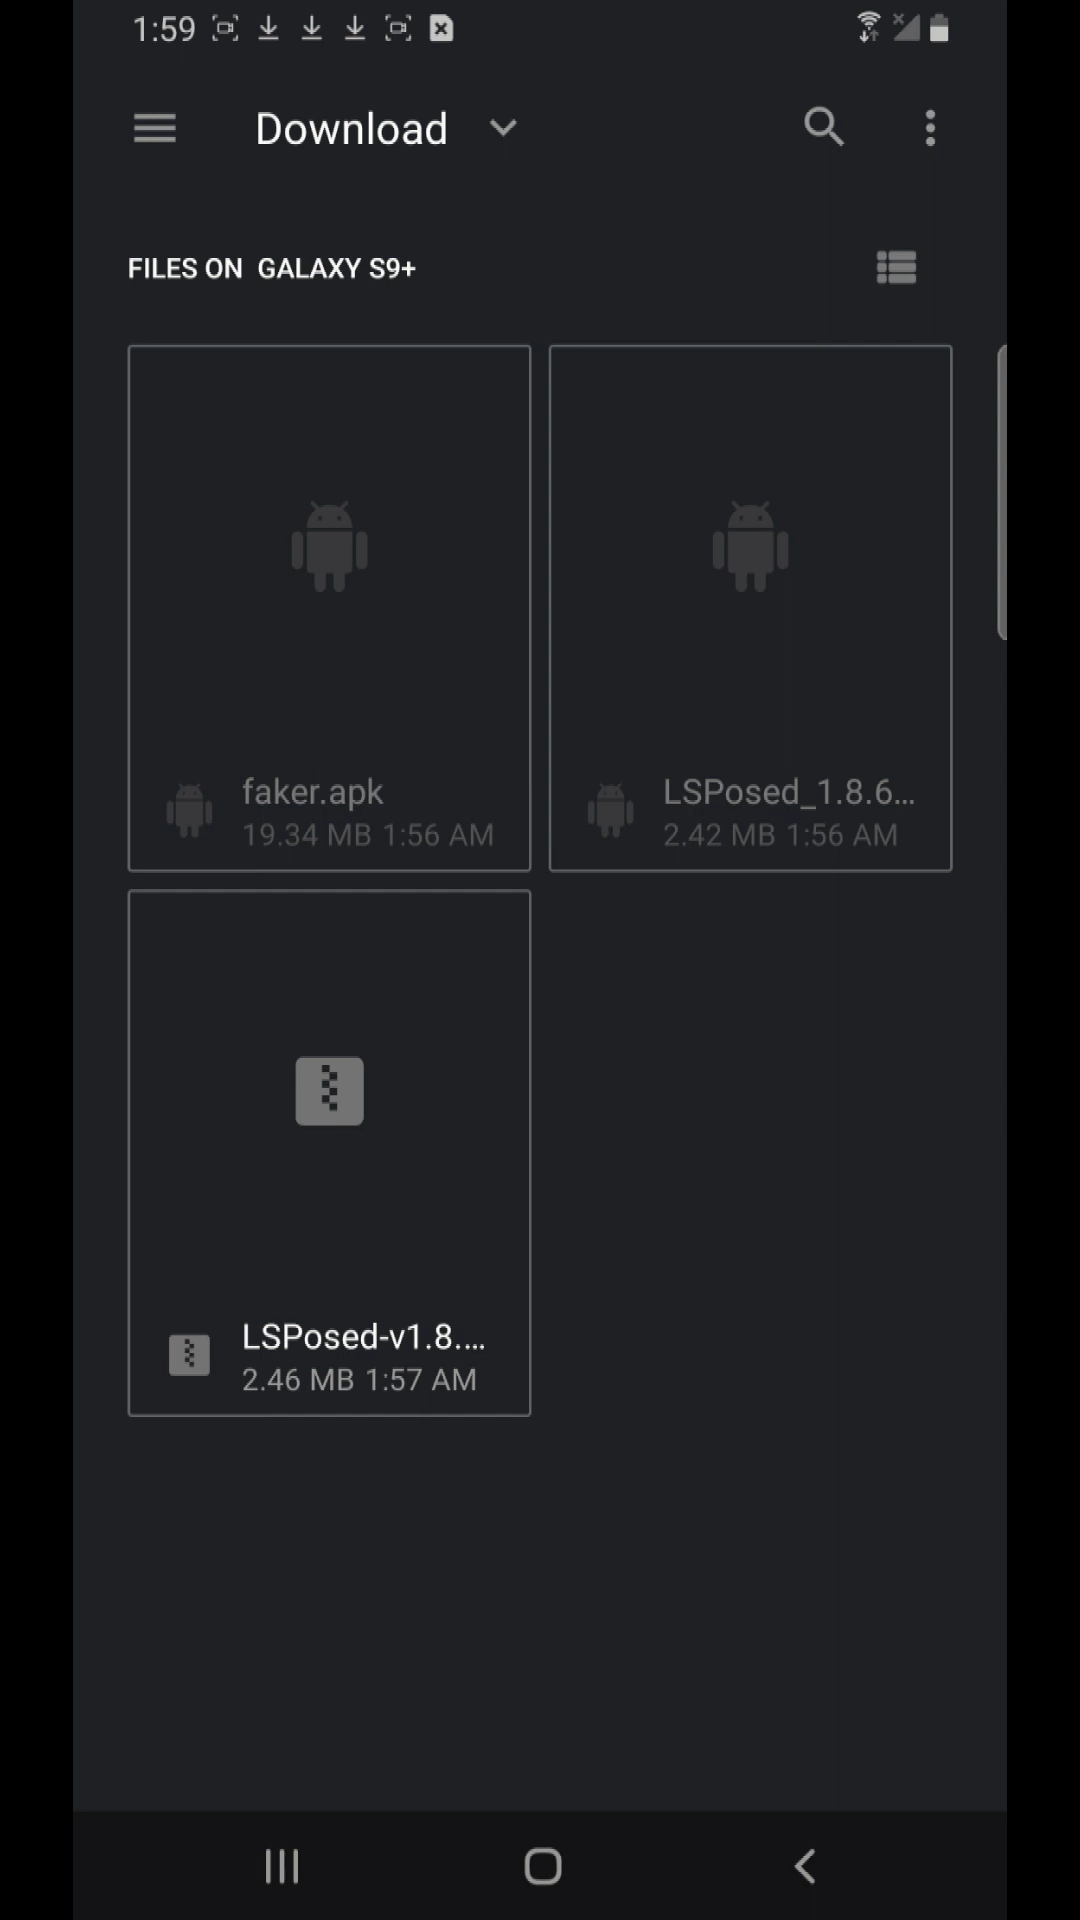 1:59
Download
FILES ON GALAXY S9+
faker.apk
19.34 MB 1:56 AM
LSPosed_1.8.6...
2.42 MB 1:56 AM
LSPosed-v1.8....
2.46 MB 1:57 AM